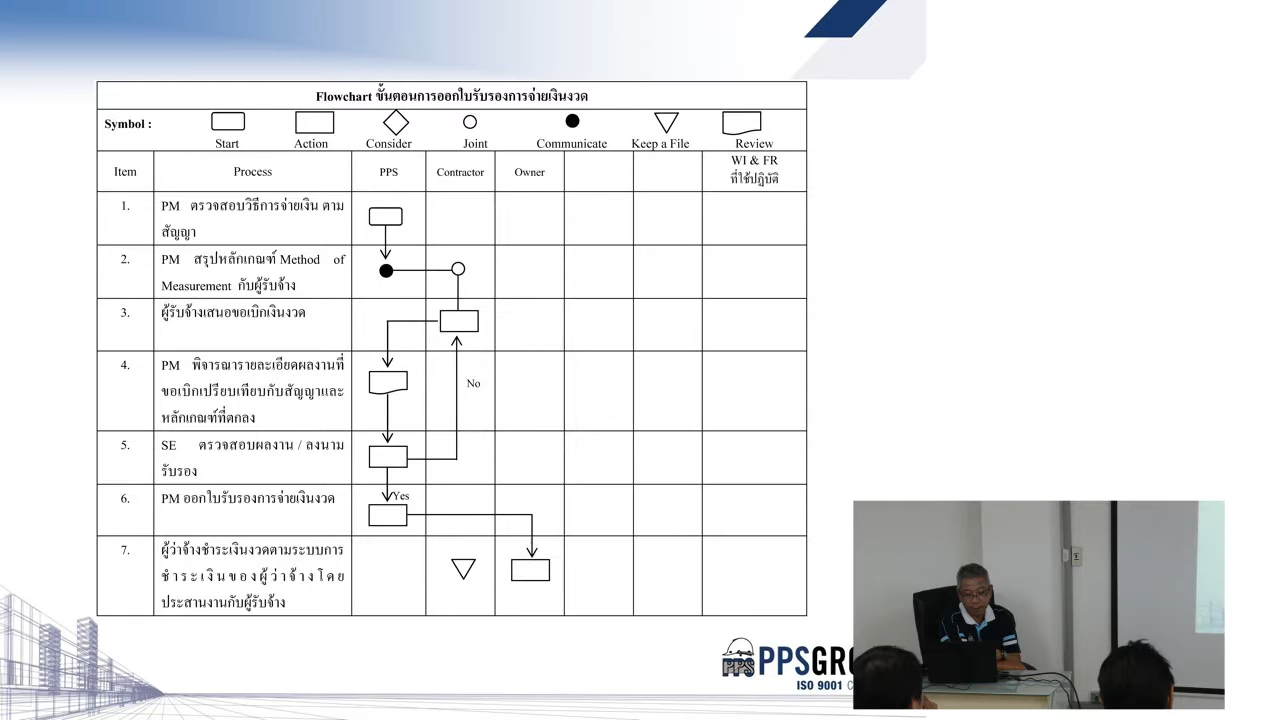 Flowchart ขั้นตอนการออกใบรับรองการจ่ายเงินงวด
Symbol :
Start Action Consider Joint Communicate Keep a File Review
Item Process PPS Contractor Owner WI & FR
ที่ใช้ปฏิบัติ
1. PM ตรวจสอบวิธีการจ่ายเงิน ตาม
สัญญา
2. PM สรุปหลักเกณฑ์ Method of
Measurement กับผู้รับจ้าง
3. ผู้รับจ้างเสนอขอเบิกเงินงวด
4. PM พิจารณารายละเอียดผลงานที่
ขอเบิกเปรียบเทียบกับสัญญาและ
หลักเกณฑ์ที่ตกลง
No
5. SE ตรวจสอบผลงาน / ลงนาม
รับรอง
6. PM ออกใบรับรองการจ่ายเงินงวด
Yes
7. ผู้ว่าจ้างชำระเงินงวดตามระบบการ
ชำระเงินของผู้ว่าจ้างโดย
ประสานงานกับผู้รับจ้าง
PPS PPSGRO
ISO 9001 C